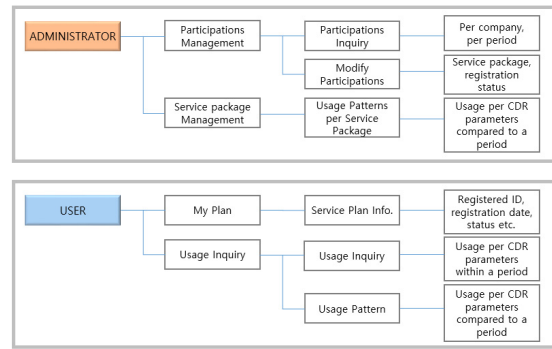 ADMINISTRATOR
Participations
Management
Participations
Inquiry
Per company,
per period
Modify
Participations
Service package,
registration
status
Service package
Management
Usage Patterns
per Service
Package
Usage per CDR
parameters
compared to a
period
USER
My Plan
Service Plan Info.
Registered ID,
registration date,
status etc.
Usage Inquiry
Usage Inquiry
Usage per CDR
parameters
within a period
Usage Pattern
Usage per CDR
parameters
compared to a
period